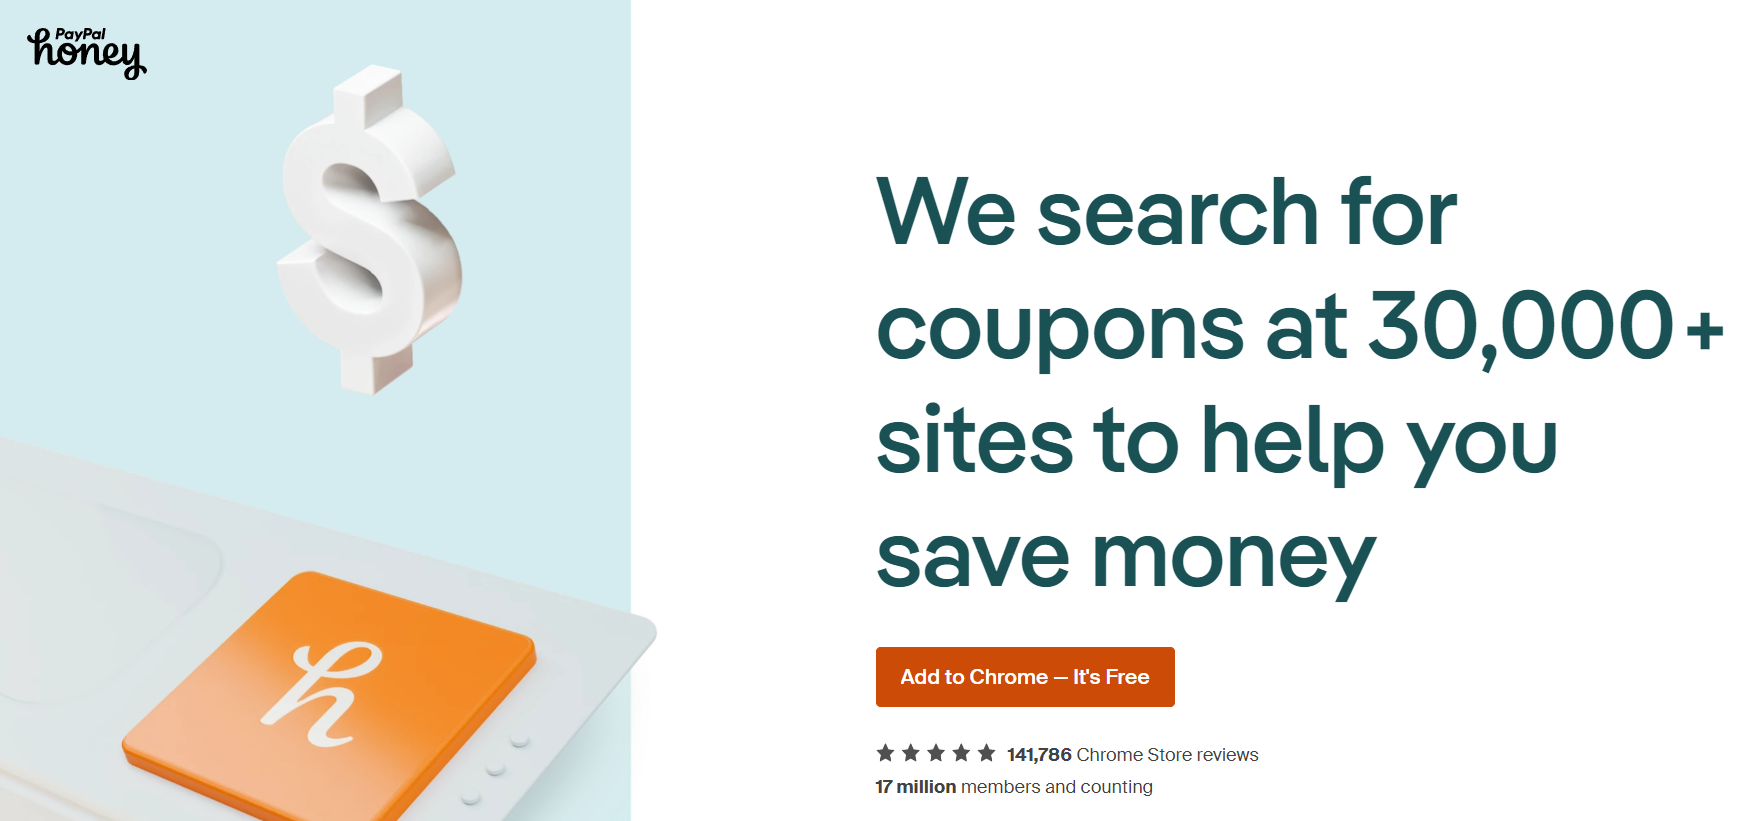 PayPal
honey
We search for
coupons at 30,000+
sites to help you
save money
h
Add to Chrome — It's Free
141,786 Chrome Store reviews
17 million members and counting